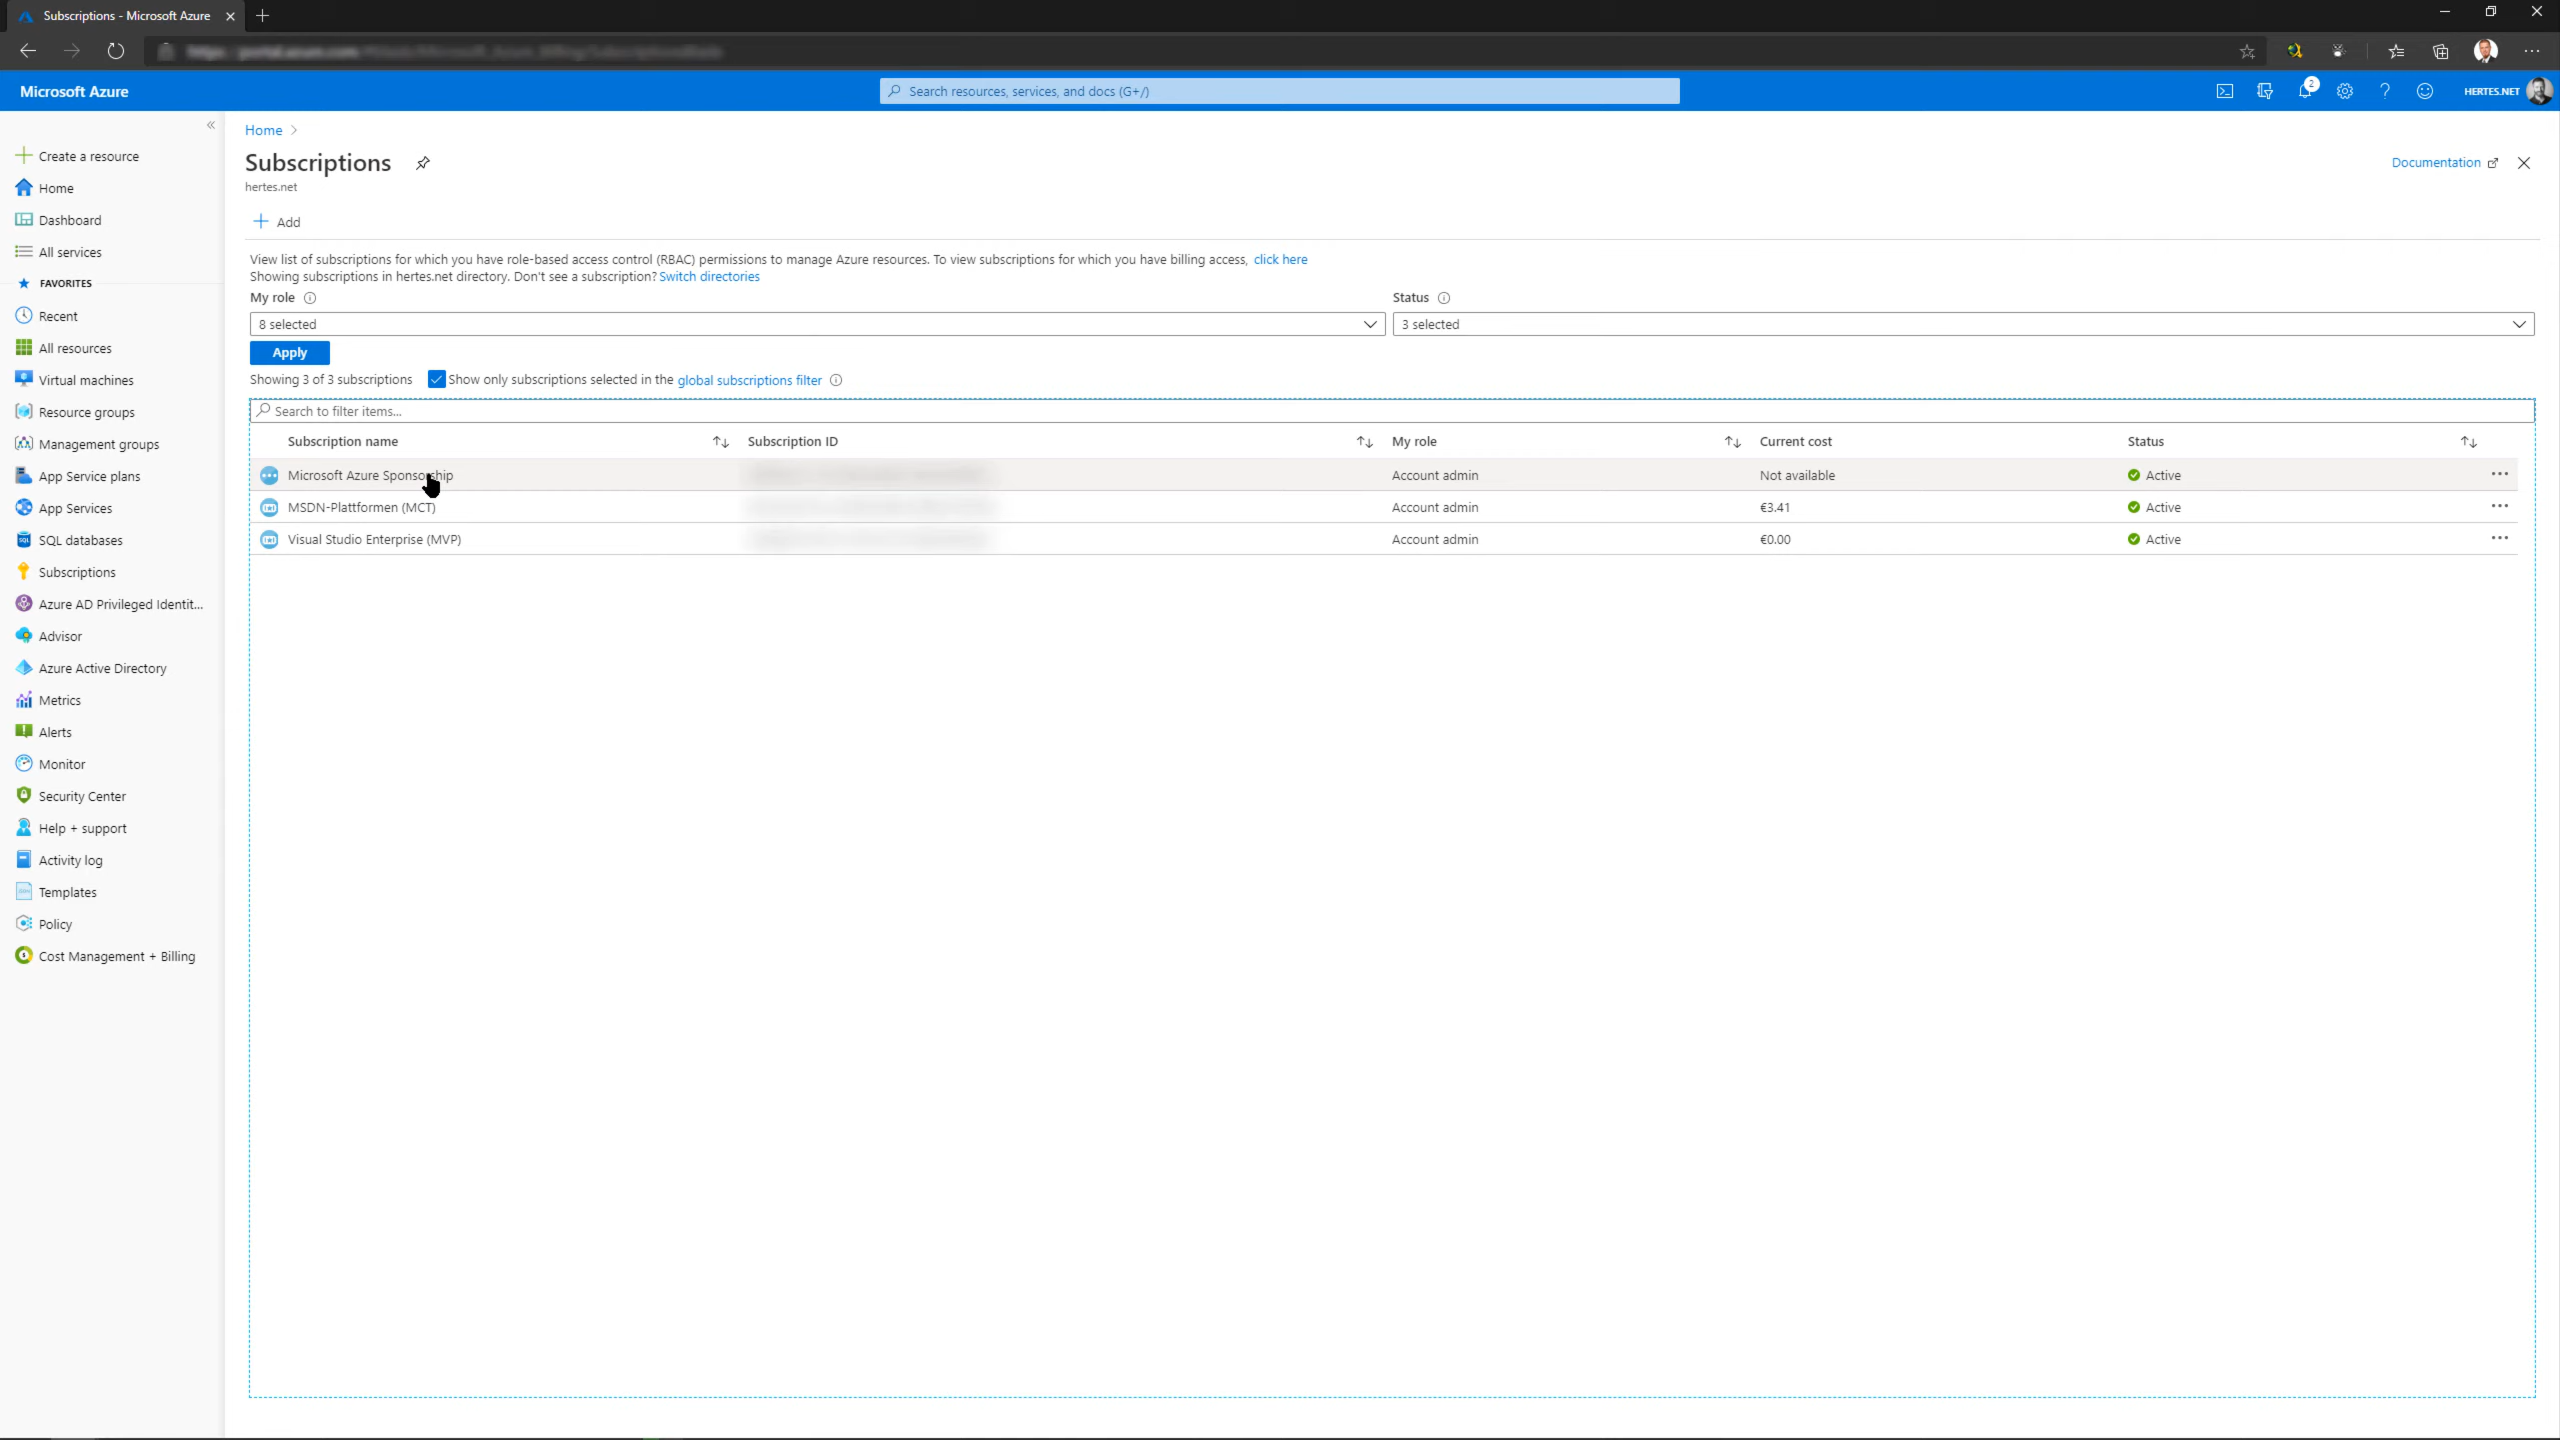 Subscriptions - Microsoft Azure
Microsoft Azure
Search resources, services, and docs (G+/)
2
HERTES.NET
Create a resource
Home
Dashboard
All services
FAVORITES
Recent
All resources
Virtual machines
Resource groups
Management groups
App Service plans
App Services
SQL databases
Subscriptions
Azure AD Privileged Identit...
Advisor
Azure Active Directory
Metrics
Alerts
Monitor
Security Center
Help + support
Activity log
Templates
Policy
Cost Management + Billing
Home
Subscriptions
hertes.net
Documentation
Add
View list of subscriptions for which you have role-based access control (RBAC) permissions to manage Azure resources. To view subscriptions for which you have billing access, click here
Showing subscriptions in hertes.net directory. Don't see a subscription? Switch directories
My role Status
8 selected 3 selected
Apply
Showing 3 of 3 subscriptions Show only subscriptions selected in the global subscriptions filter
Search to filter items...
Subscription name Subscription ID My role Current cost Status
Microsoft Azure Sponsorship Account admin Not available Active
MSDN-Plattformen (MCT) Account admin €3.41 Active
Visual Studio Enterprise (MVP) Account admin €0.00 Active